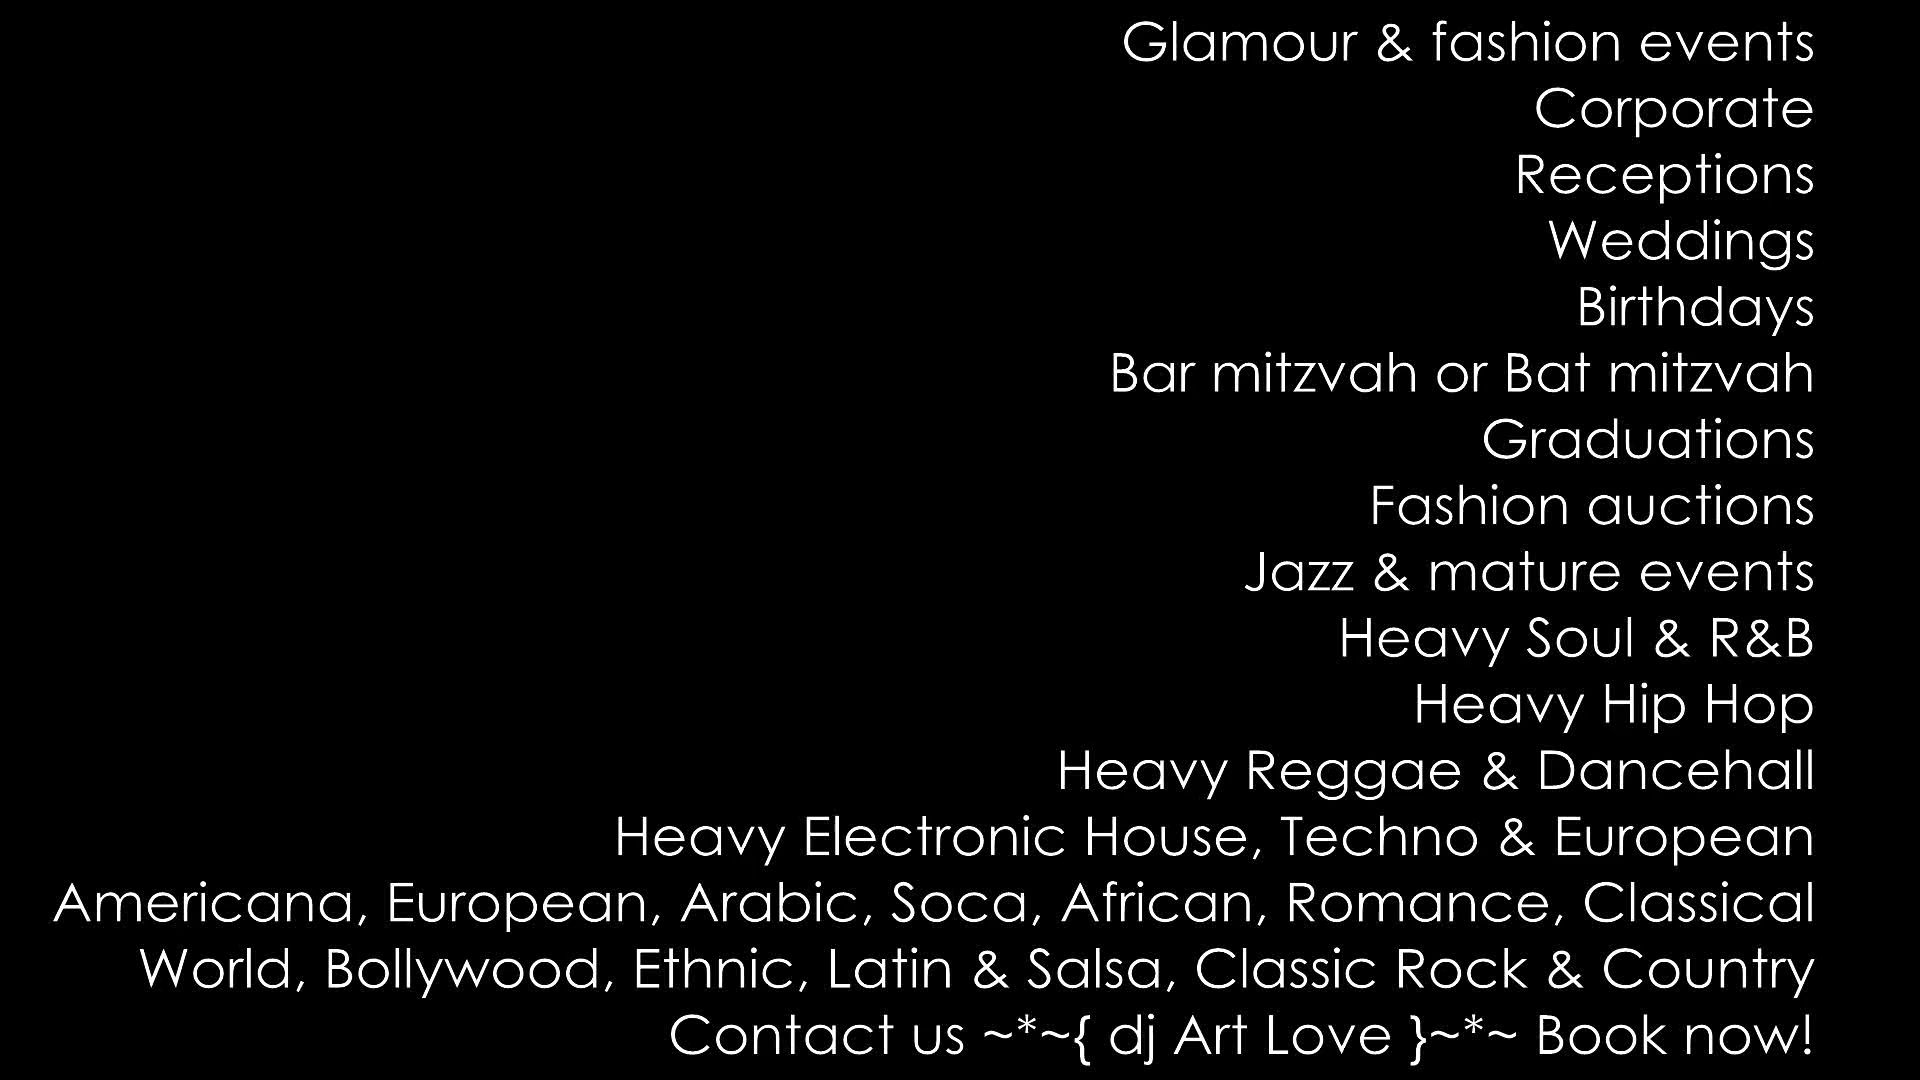 Glamour & fashion events
Corporate
Receptions
Weddings
Birthdays
Bar mitzvah or Bat mitzvah
Graduations
Fashion auctions
Jazz & mature events
Heavy Soul & R&B
Heavy Hip Hop
Heavy Reggae & Dancehall
Heavy Electronic House, Techno & European
Americana, European, Arabic, Soca, African, Romance, Classical
World, Bollywood, Ethnic, Latin & Salsa, Classic Rock & Country
Contact us ~*~{ dj Art Love }~*~ Book now!